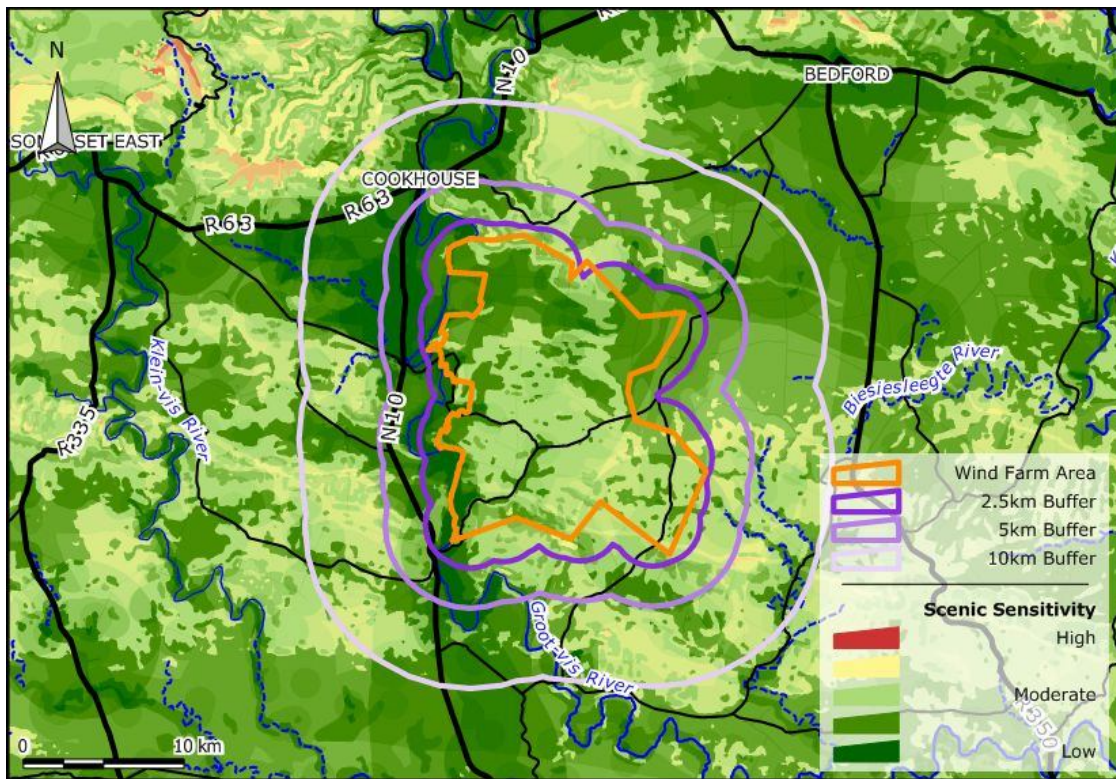 N
N10
BEDFORD
SOMERSET EAST
COOKHOUSE
R63
R63
Klein-vis River
N10
R335
Biesiesleegte River
Wind Farm Area
2.5km Buffer
5km Buffer
10km Buffer
Scenic Sensitivity
High
Moderate
Low
Groot-vis River
R350
0 10 km